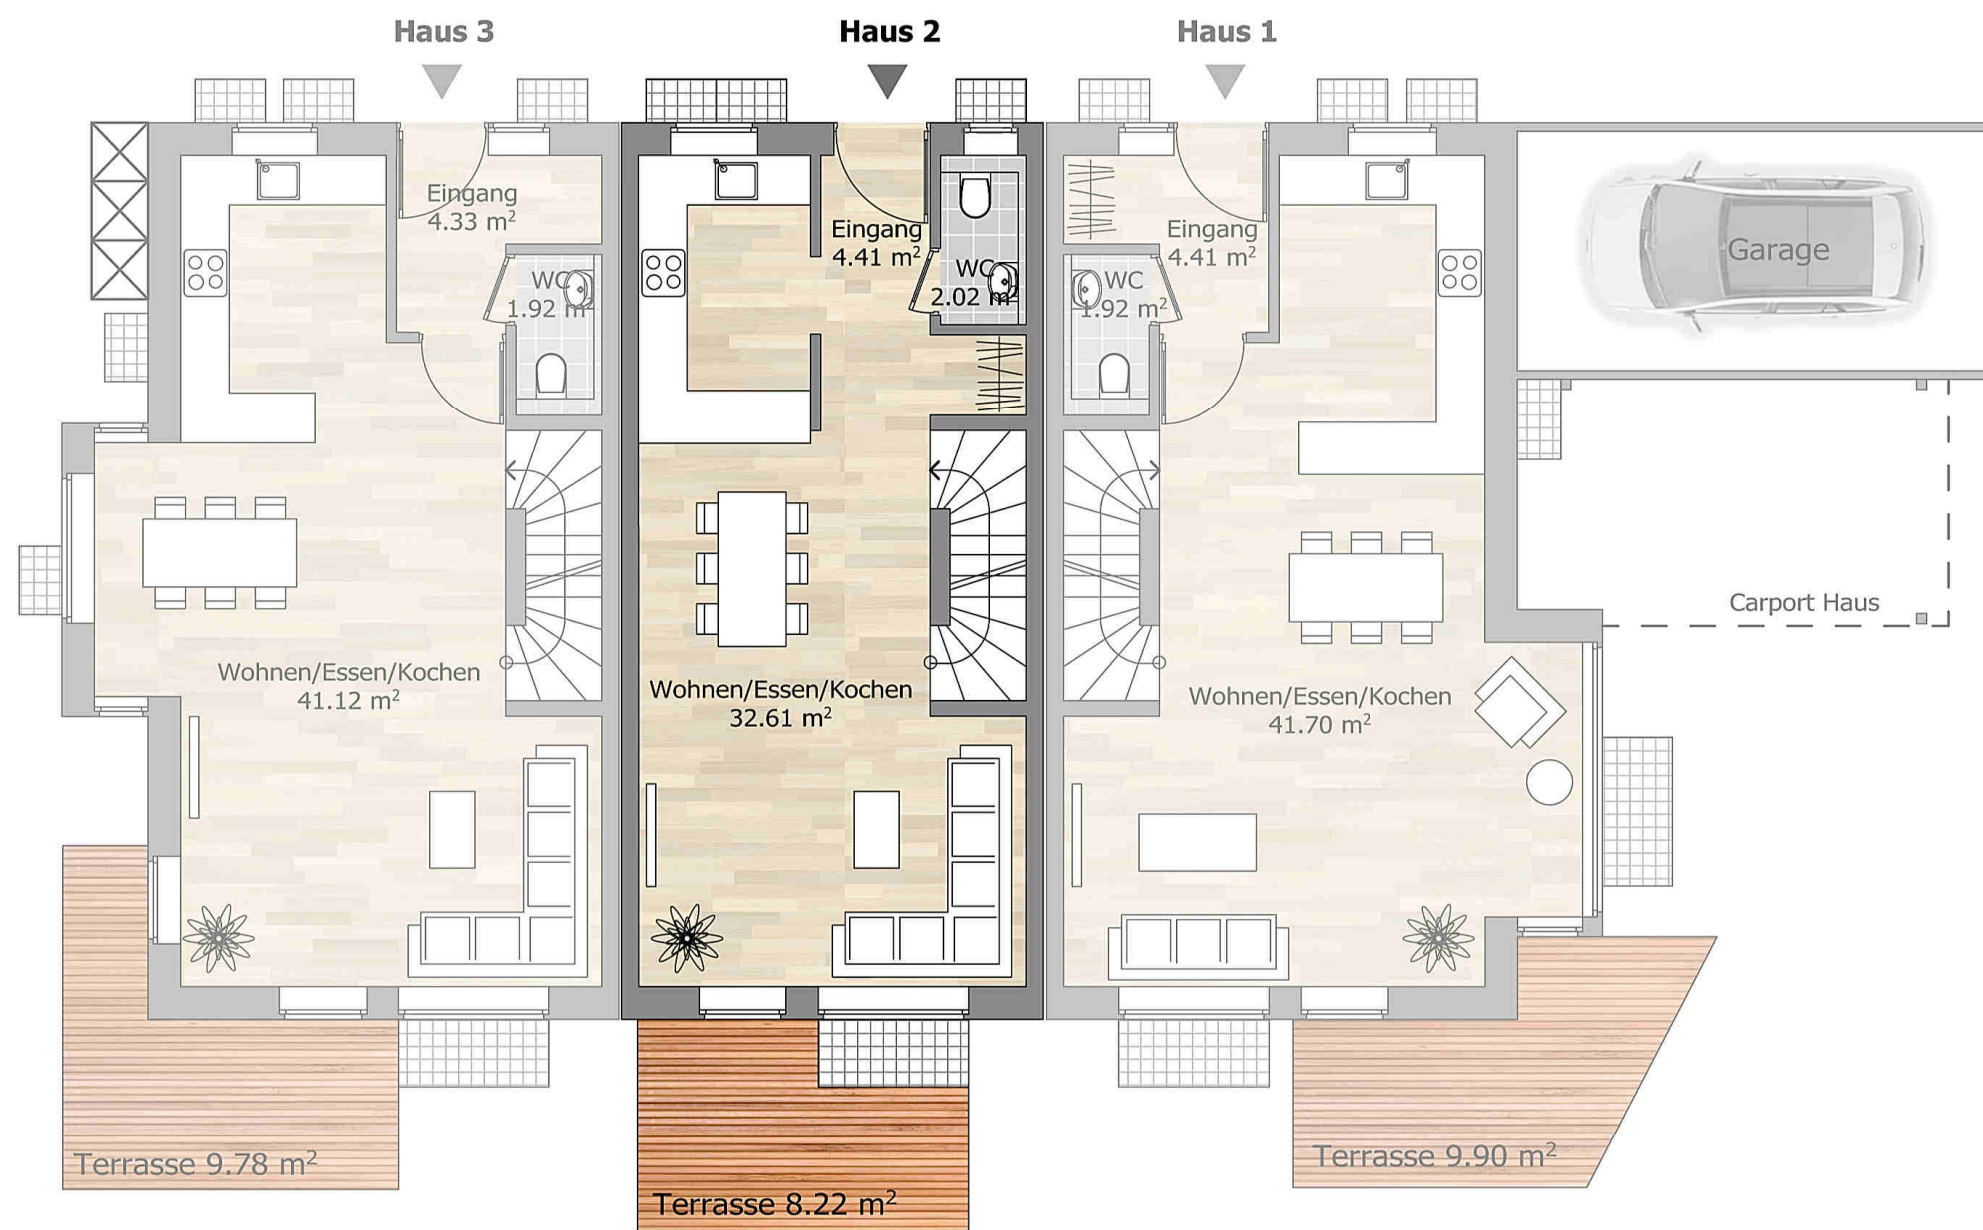 Haus 3
Haus 2
Haus 1
Eingang
4.33 m²
WC
1.92 m²
Wohnen/Essen/Kochen
41.12 m²
Terrasse 9.78 m²
Eingang
4.41 m²
WC
2.02 m²
Wohnen/Essen/Kochen
32.61 m²
Terrasse 8.22 m²
Eingang
4.41 m²
WC
1.92 m²
Wohnen/Essen/Kochen
41.70 m²
Terrasse 9.90 m²
Garage
Carport Haus